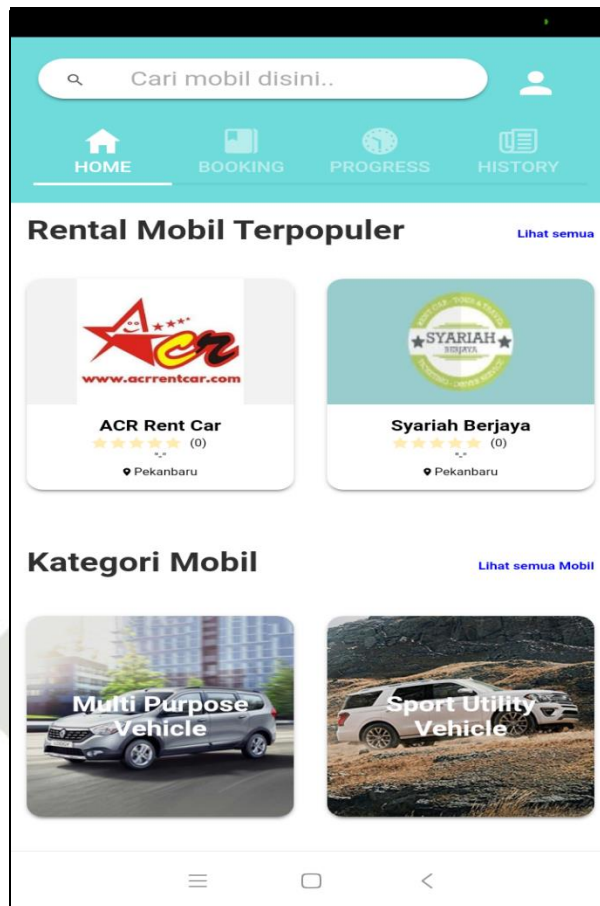 Cari mobil disini..
HOME
BOOKING
PROGRESS
HISTORY
Rental Mobil Terpopuler
Lihat semua
Acr
www.acrrentcar.com
ACR Rent Car
(0)
"-"
Pekanbaru
SYARIAH
BERJAYA
Syariah Berjaya
(0)
"-"
Pekanbaru
Kategori Mobil
Lihat semua Mobil
Multi Purpose
Vehicle
Sport Utility
Vehicle